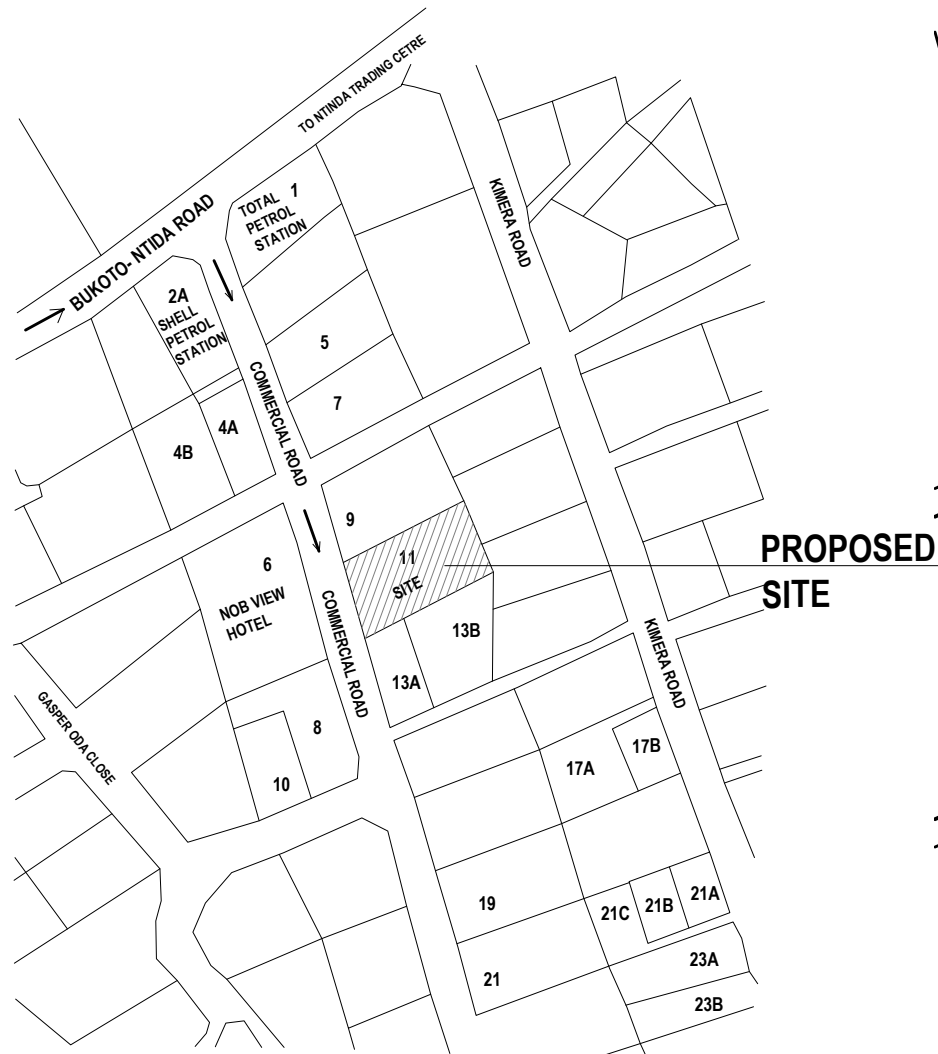 TO NTINDA TRADING CETRE
BUKOTO- NTIDA ROAD
TOTAL 1
PETROL
STATION
KIMERA ROAD
2A
SHELL
PETROL
STATION
5
7
COMMERCIAL ROAD
4A
4B
9
11
SITE
PROPOSED
SITE
6
NOB VIEW
HOTEL
COMMERCIAL ROAD
13B
13A
KIMERA ROAD
GASPER ODA CLOSE
8
10
17B
17A
19
21C
21B
21A
21
23A
23B